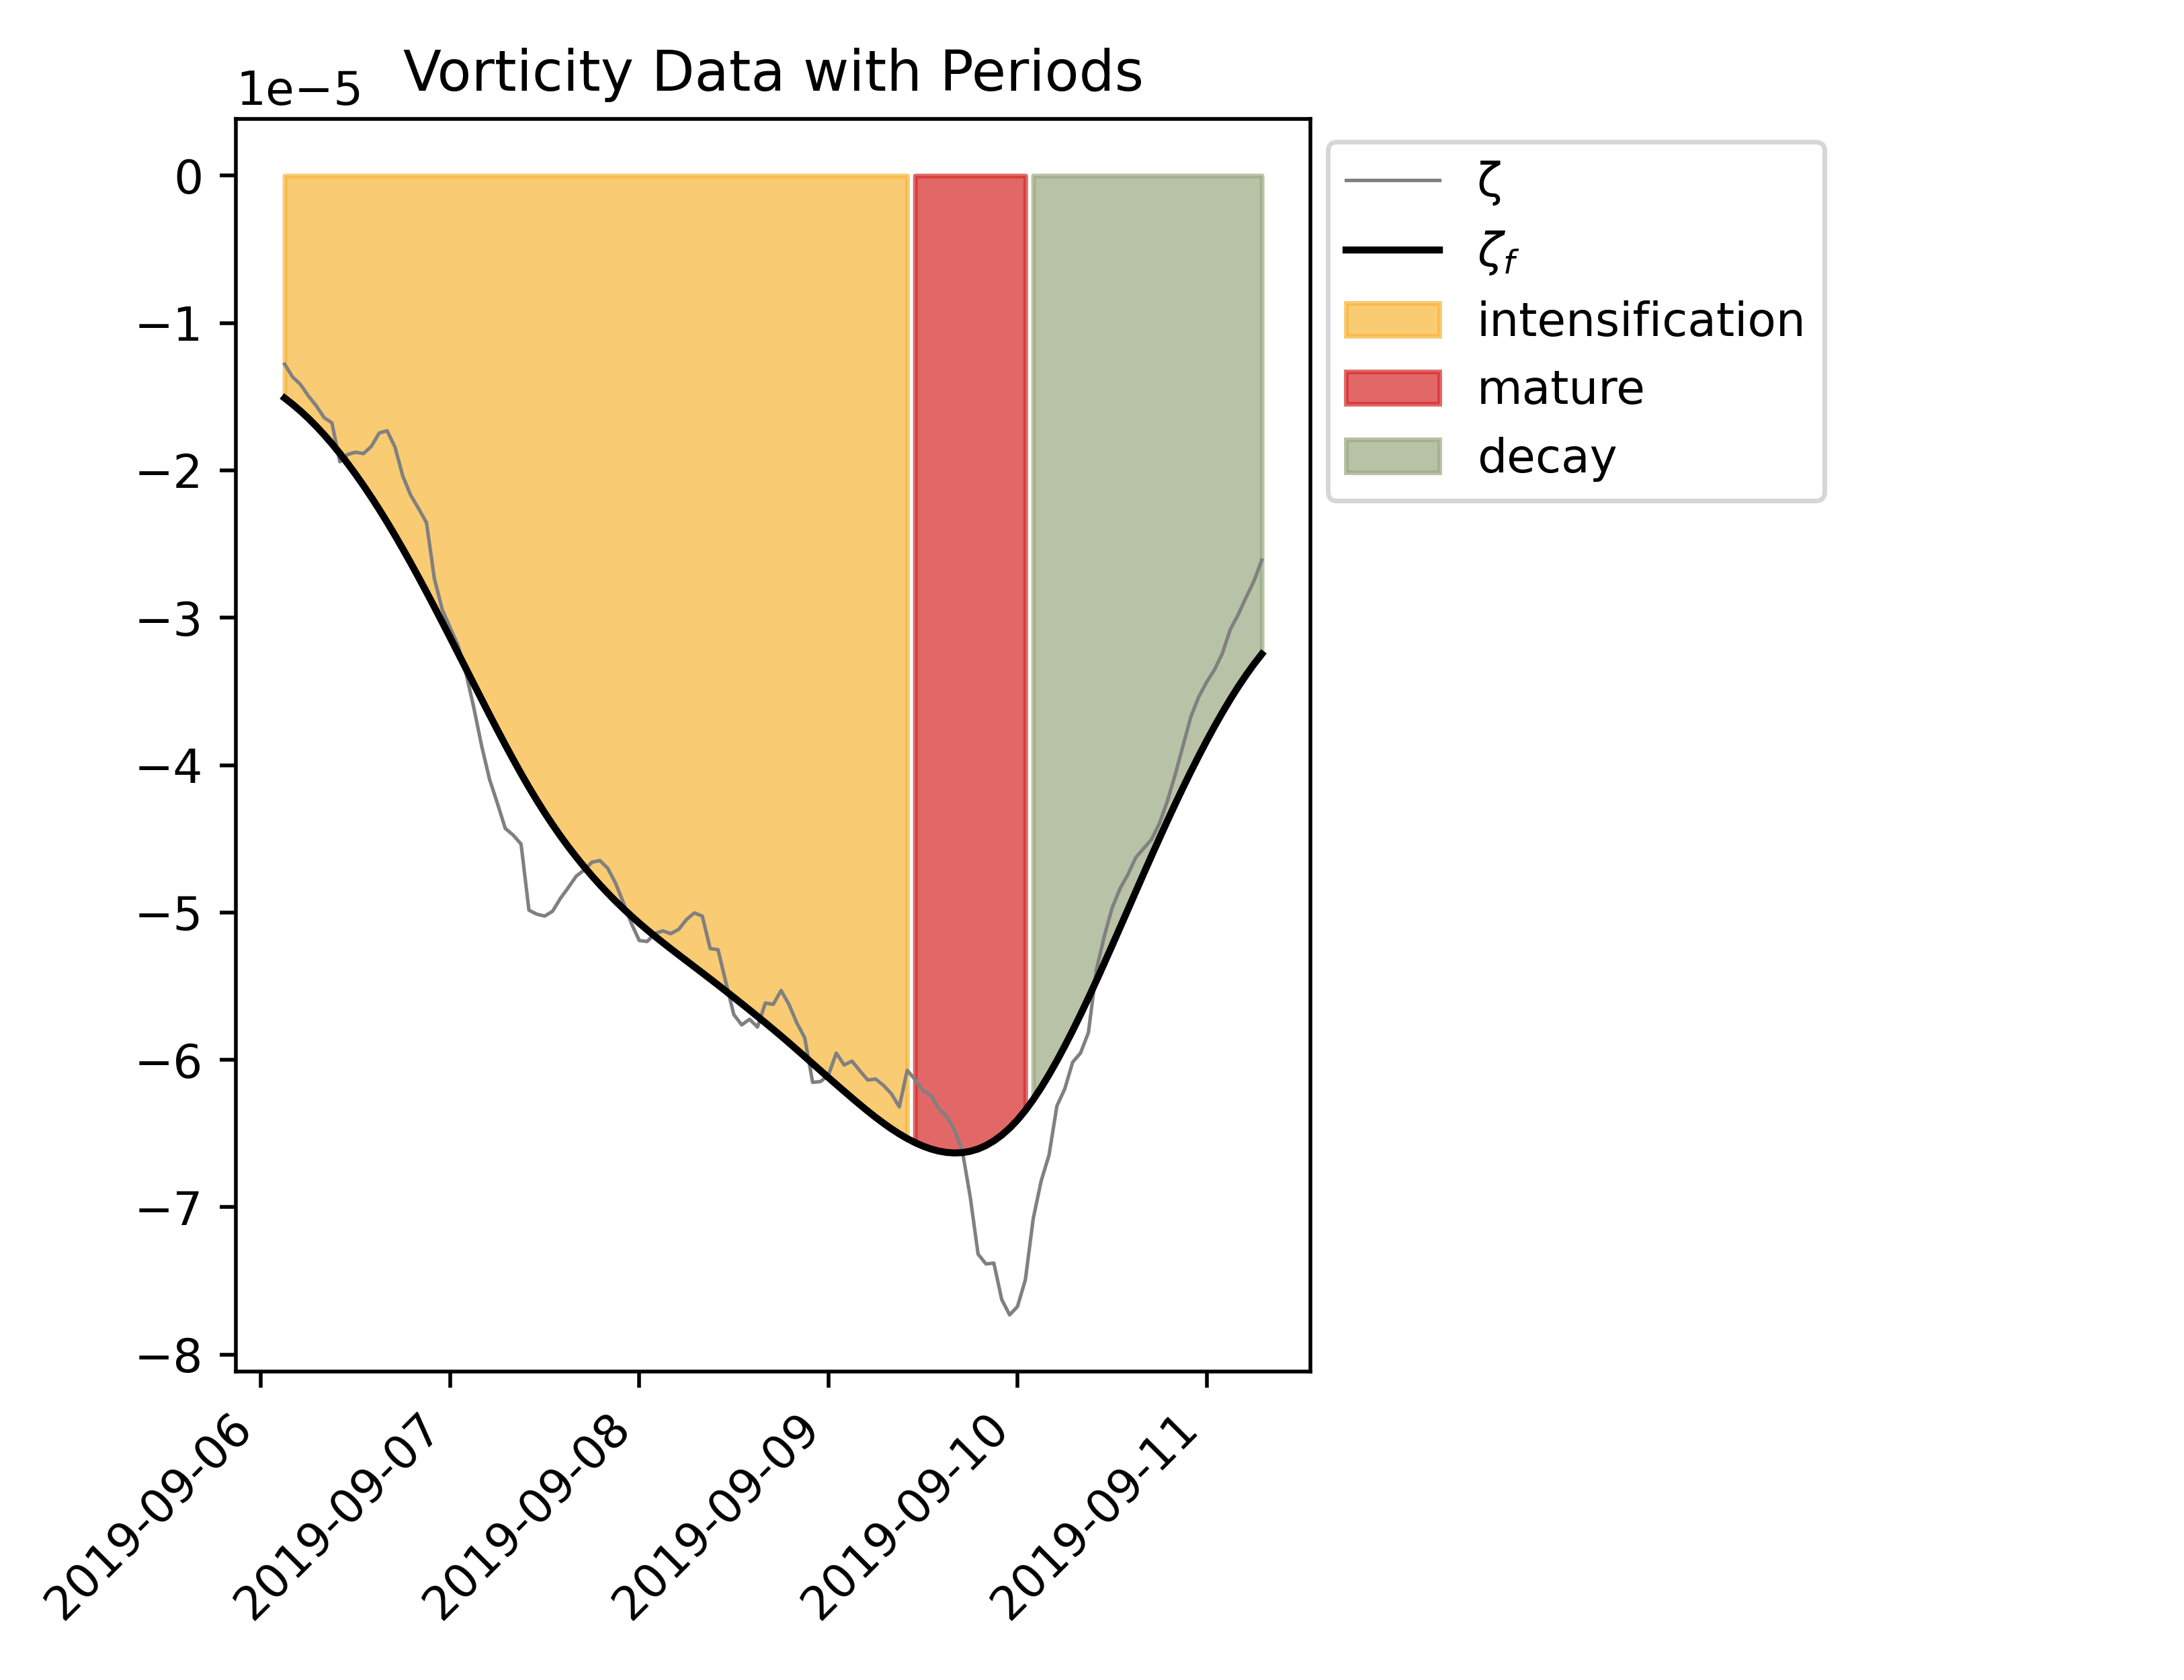 Vorticity Data with Periods
1e−5
0
−1
−2
−3
−4
−5
−6
−7
−8
2019-09-06
2019-09-07
2019-09-08
2019-09-09
2019-09-10
2019-09-11
ζ
ζf
intensification
mature
decay